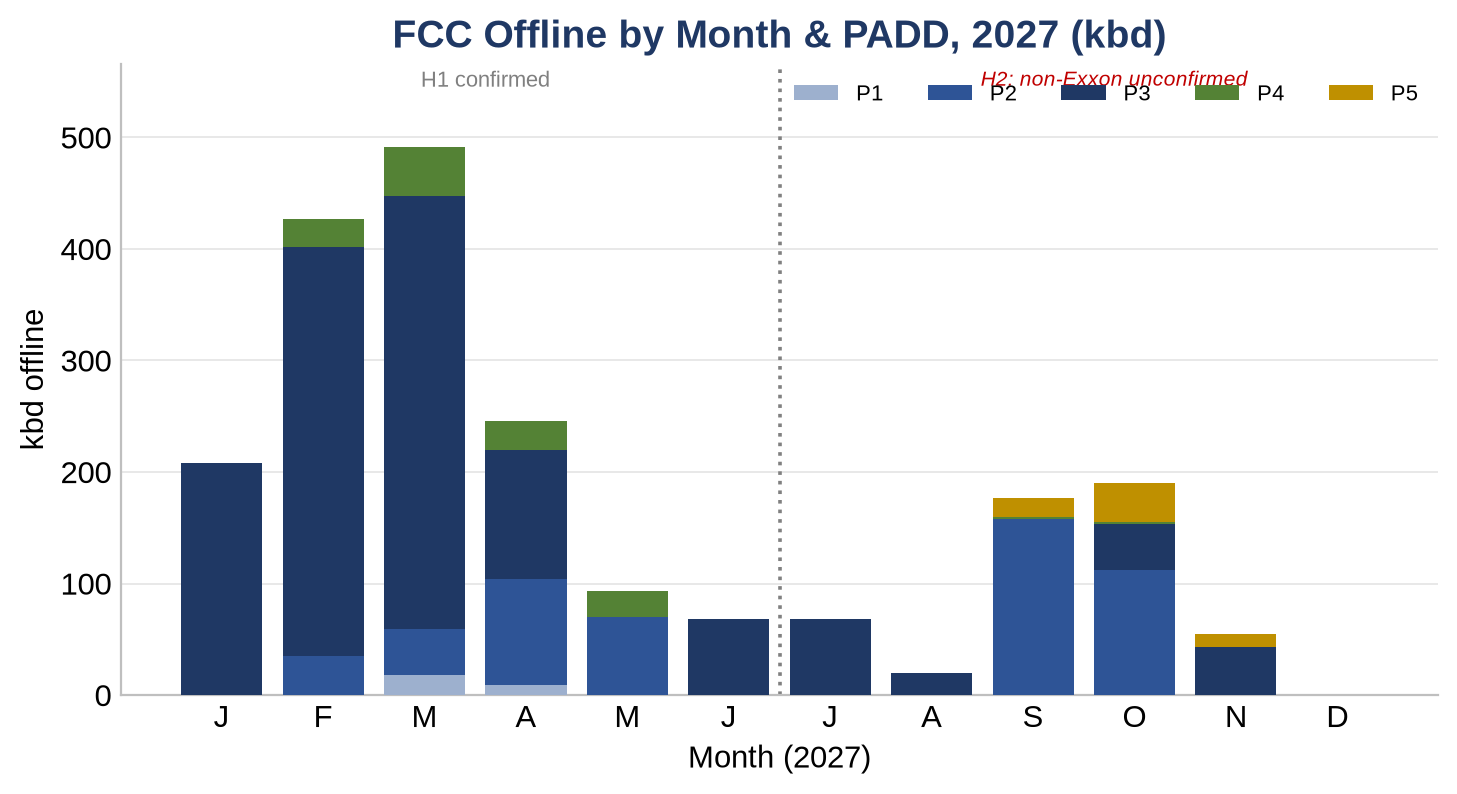 FCC Offline by Month & PADD, 2027 (kbd)
H1 confirmed
H2: non-Exxon unconfirmed
P1 P2 P3 P4 P5
500
400
300
200
100
0
kbd offline
J F M A M J J A S O N D
Month (2027)